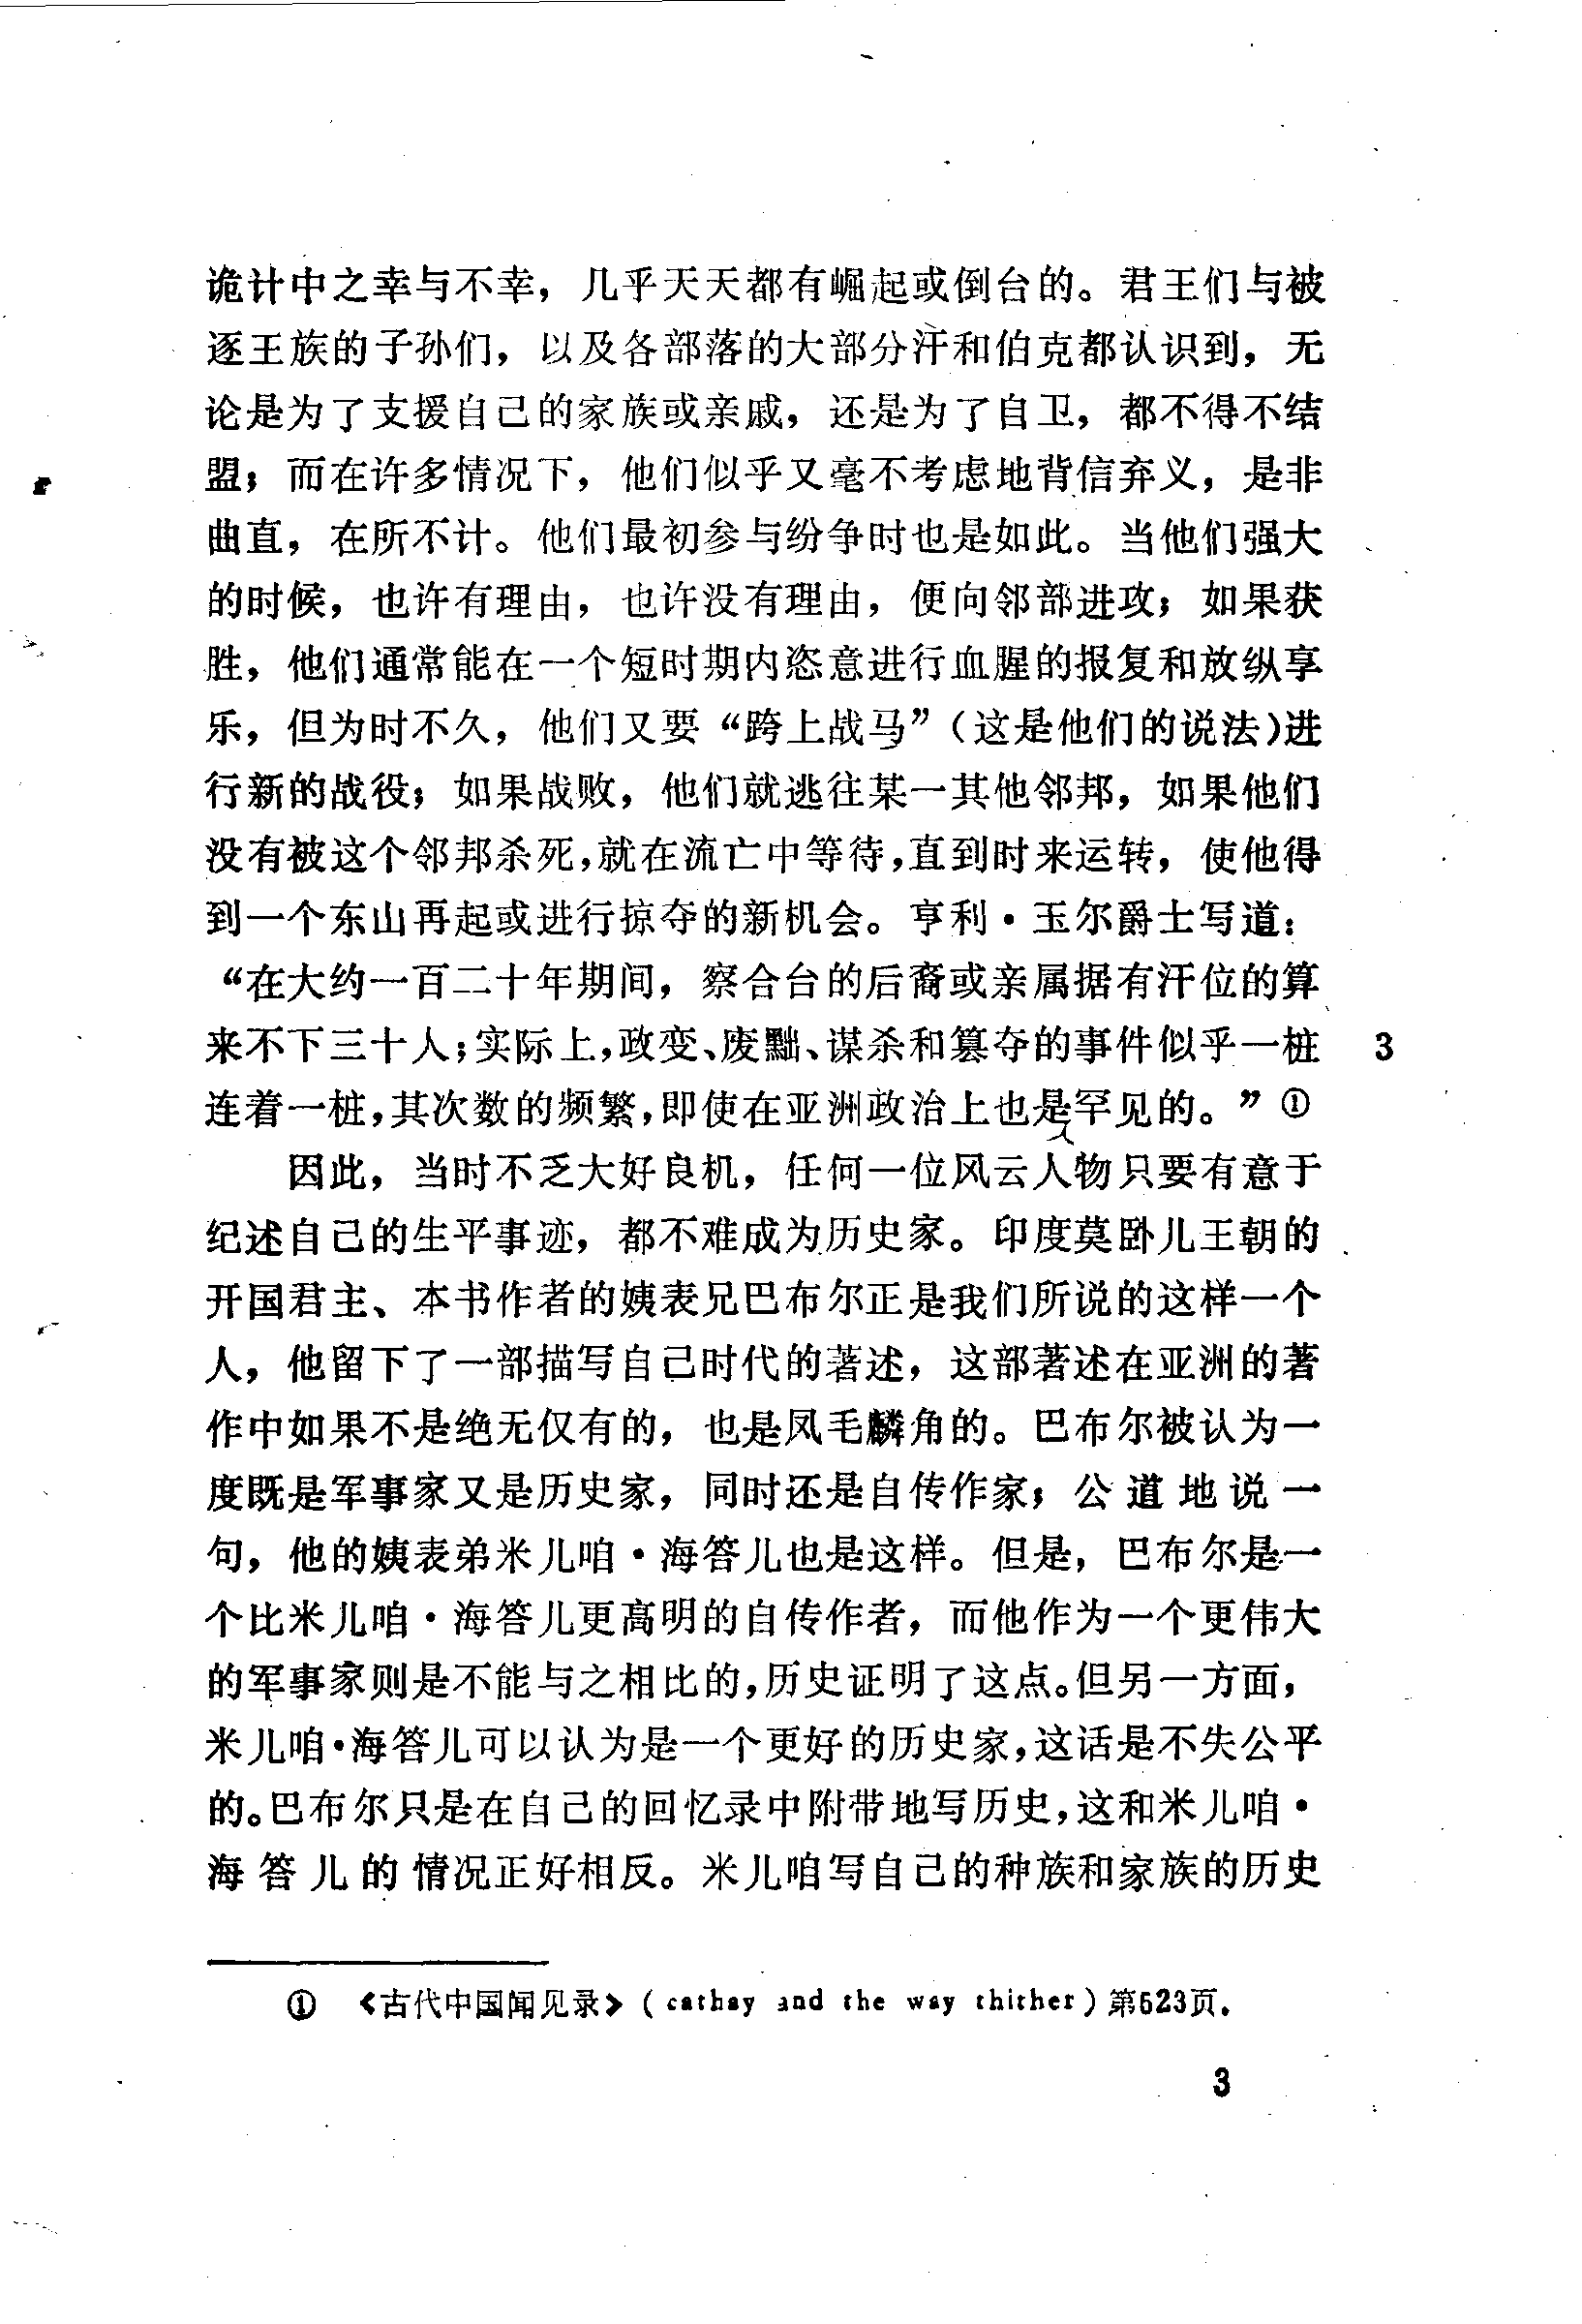 诡计中之幸与不幸，几乎天天都有崛起或倒台的。君王们与被
逐王族的子孙们，以及各部落的大部分汗和伯克都认识到，无
论是为了支援自己的家族或亲戚，还是为了自卫，都不得不结
盟；而在许多情况下，他们似乎又毫不考虑地背信弃义，是非
曲直，在所不计。他们最初参与纷争时也是如此。当他们强大
的时候，也许有理由，也许没有理由，便向邻部进攻；如果获
胜，他们通常能在一个短时期内恣意进行血腥的报复和放纵享
乐，但为时不久，他们又要“跨上战马”（这是他们的说法）进
行新的战役；如果战败，他们就逃往某一其他邻邦，如果他们
没有被这个邻邦杀死，就在流亡中等待，直到时来运转，使他得
到一个东山再起或进行掠夺的新机会。亨利·玉尔爵士写道：
“在大约一百二十年期间，察合台的后裔或亲属据有汗位的算
来不下三十人；实际上，政变、废黜、谋杀和篡夺的事件似乎一桩 3
连着一桩，其次数的频繁，即使在亚洲政治上也是罕见的。”①
因此，当时不乏大好良机，任何一位风云人物只要有意于
纪述自己的生平事迹，都不难成为历史家。印度莫卧儿王朝的
开国君主、本书作者的姨表兄巴布尔正是我们所说的这样一个
人，他留下了一部描写自己时代的著述，这部著述在亚洲的著
作中如果不是绝无仅有的，也是凤毛麟角的。巴布尔被认为一
度既是军事家又是历史家，同时还是自传作家；公道地说一
句，他的姨表弟米儿咱·海答儿也是这样。但是，巴布尔是一
个比米儿咱·海答儿更高明的自传作者，而他作为一个更伟大
的军事家则是不能与之相比的，历史证明了这点。但另一方面，
米儿咱·海答儿可以认为是一个更好的历史家，这话是不失公平
的。巴布尔只是在自己的回忆录中附带地写历史，这和米儿咱·
海答儿的情况正好相反。米儿咱写自己的种族和家族的历史
① 《古代中国闻见录》（cathay and the way thither）第523页。
3